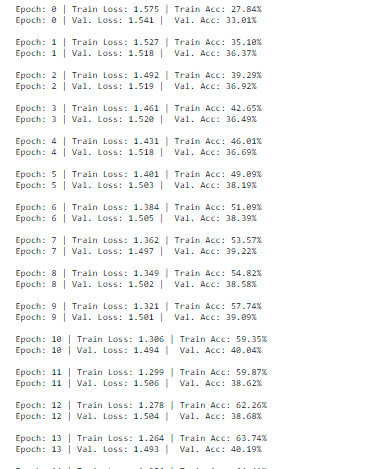 Epoch: 0 | Train Loss: 1.575 | Train Acc: 27.84%
Epoch: 0 | Val. Loss: 1.541 |  Val. Acc: 33.01%
Epoch: 1 | Train Loss: 1.527 | Train Acc: 35.10%
Epoch: 1 | Val. Loss: 1.518 |  Val. Acc: 36.37%
Epoch: 2 | Train Loss: 1.492 | Train Acc: 39.29%
Epoch: 2 | Val. Loss: 1.519 |  Val. Acc: 36.92%
Epoch: 3 | Train Loss: 1.461 | Train Acc: 42.65%
Epoch: 3 | Val. Loss: 1.520 |  Val. Acc: 36.49%
Epoch: 4 | Train Loss: 1.431 | Train Acc: 46.01%
Epoch: 4 | Val. Loss: 1.518 |  Val. Acc: 36.69%
Epoch: 5 | Train Loss: 1.401 | Train Acc: 49.09%
Epoch: 5 | Val. Loss: 1.503 |  Val. Acc: 38.19%
Epoch: 6 | Train Loss: 1.384 | Train Acc: 51.09%
Epoch: 6 | Val. Loss: 1.505 |  Val. Acc: 38.39%
Epoch: 7 | Train Loss: 1.362 | Train Acc: 53.57%
Epoch: 7 | Val. Loss: 1.497 |  Val. Acc: 39.22%
Epoch: 8 | Train Loss: 1.349 | Train Acc: 54.82%
Epoch: 8 | Val. Loss: 1.502 |  Val. Acc: 38.58%
Epoch: 9 | Train Loss: 1.321 | Train Acc: 57.74%
Epoch: 9 | Val. Loss: 1.501 |  Val. Acc: 39.09%
Epoch: 10 | Train Loss: 1.306 | Train Acc: 59.35%
Epoch: 10 | Val. Loss: 1.494 |  Val. Acc: 40.04%
Epoch: 11 | Train Loss: 1.299 | Train Acc: 59.87%
Epoch: 11 | Val. Loss: 1.506 |  Val. Acc: 38.62%
Epoch: 12 | Train Loss: 1.278 | Train Acc: 62.26%
Epoch: 12 | Val. Loss: 1.504 |  Val. Acc: 38.68%
Epoch: 13 | Train Loss: 1.264 | Train Acc: 63.74%
Epoch: 13 | Val. Loss: 1.493 |  Val. Acc: 40.19%